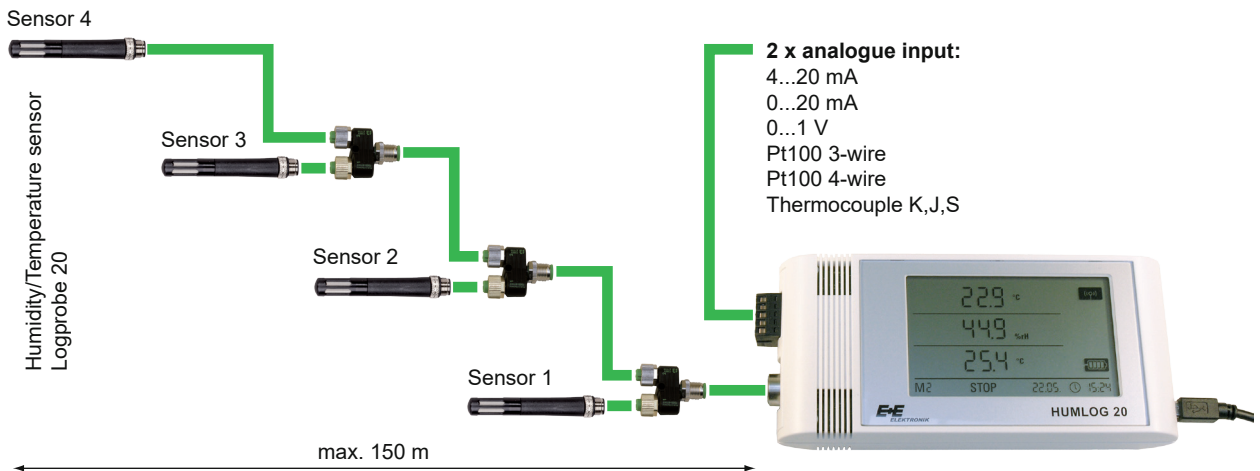 Sensor 4
2 x analogue input:
4...20 mA
0...20 mA
0...1 V
Pt100 3-wire
Pt100 4-wire
Thermocouple K,J,S
Sensor 3
Sensor 2
Sensor 1
Humidity/Temperature sensor
Logprobe 20
max. 150 m
22.9 °C
44.9 %rH
25.4 °C
M2 STOP 22.05 15.24
E+E
ELEKTRONIK
HUMLOG 20